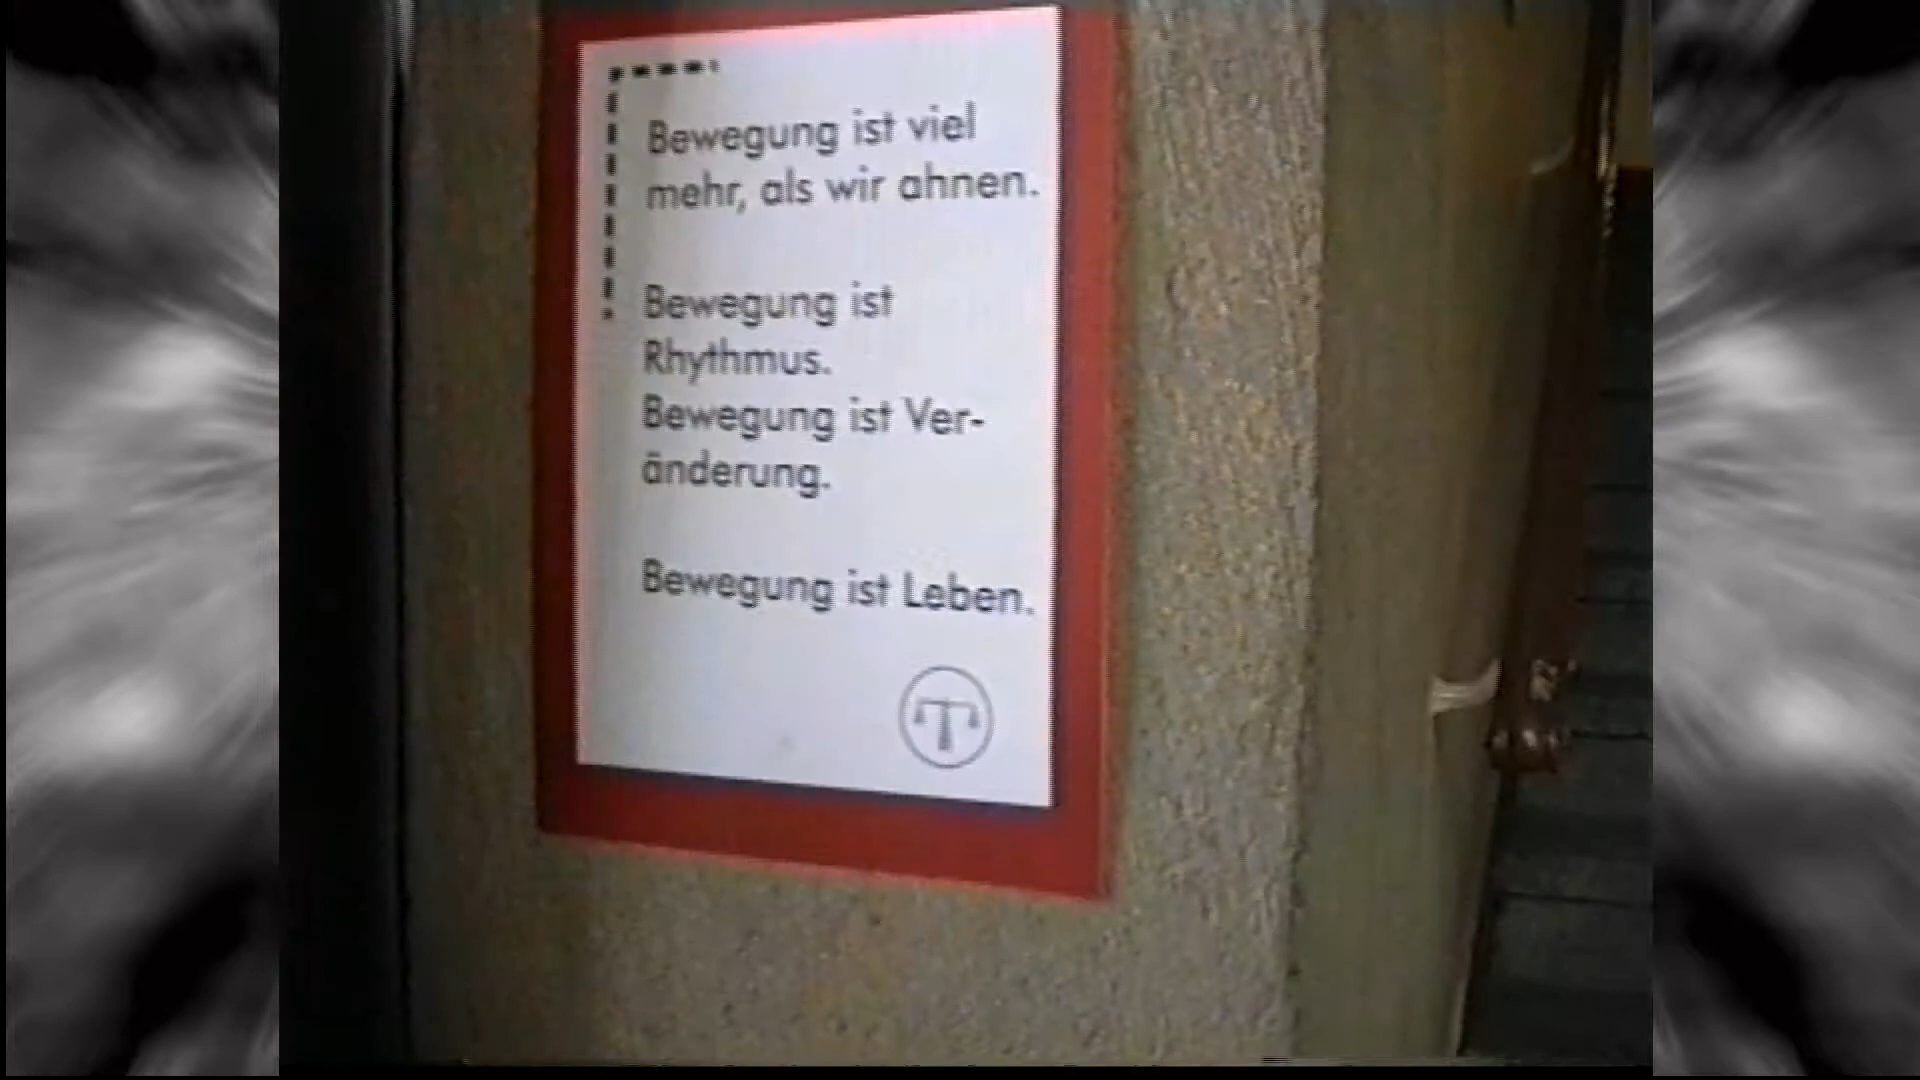 Bewegung ist viel
mehr, als wir ahnen.
Bewegung ist
Rhythmus.
Bewegung ist Ver-
änderung.
Bewegung ist Leben.